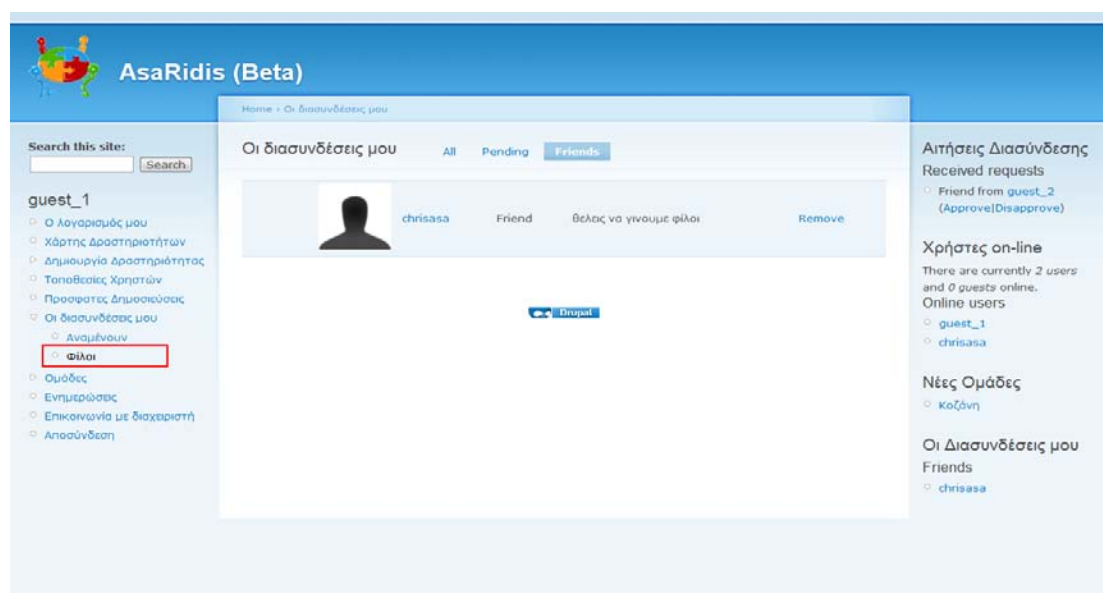 AsaRidis (Beta)
Home › Οι διασυνδέσεις μου
Search this site:
Search
guest_1
Ο λογαρισμός μου
Χάρτης Δραστηριοτήτων
Δημιουργία Δραστηριότητας
Τοποθεσίες Χρηστών
Προσφατες Δημοσιεύσεις
Οι διασυνδέσεις μου
Αναμένουν
Φίλοι
Ομάδες
Ενημερώσεις
Επικοινωνία με διαχειριστή
Αποσύνδεση
Οι διασυνδέσεις μου All Pending Friends
chrisasa Friend θελεις να γινουμε φίλοι Remove
Drupal
Αιτήσεις Διασύνδεσης
Received requests
Friend from guest_2
(Approve|Disapprove)
Χρήστες on-line
There are currently 2 users
and 0 guests online.
Online users
guest_1
chrisasa
Νέες Ομάδες
Κοζάνη
Οι Διασυνδέσεις μου
Friends
chrisasa